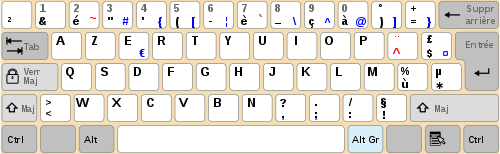 ² 1 & 2 é ~ 3 " # 4 ' { 5 ( [ 6 - ¦ 7 è ` 8 _ \ 9 ç ^ 0 à @ ° ) ] + = } Suppr arrière
Tab A Z E € R T Y U I O P ¨ ^ £ $ ¤ Entrée
Verr Maj Q S D F G H J K L M % ù µ *
Maj > < W X C V B N ? , . ; / : § ! Maj
Ctrl Alt Alt Gr Ctrl